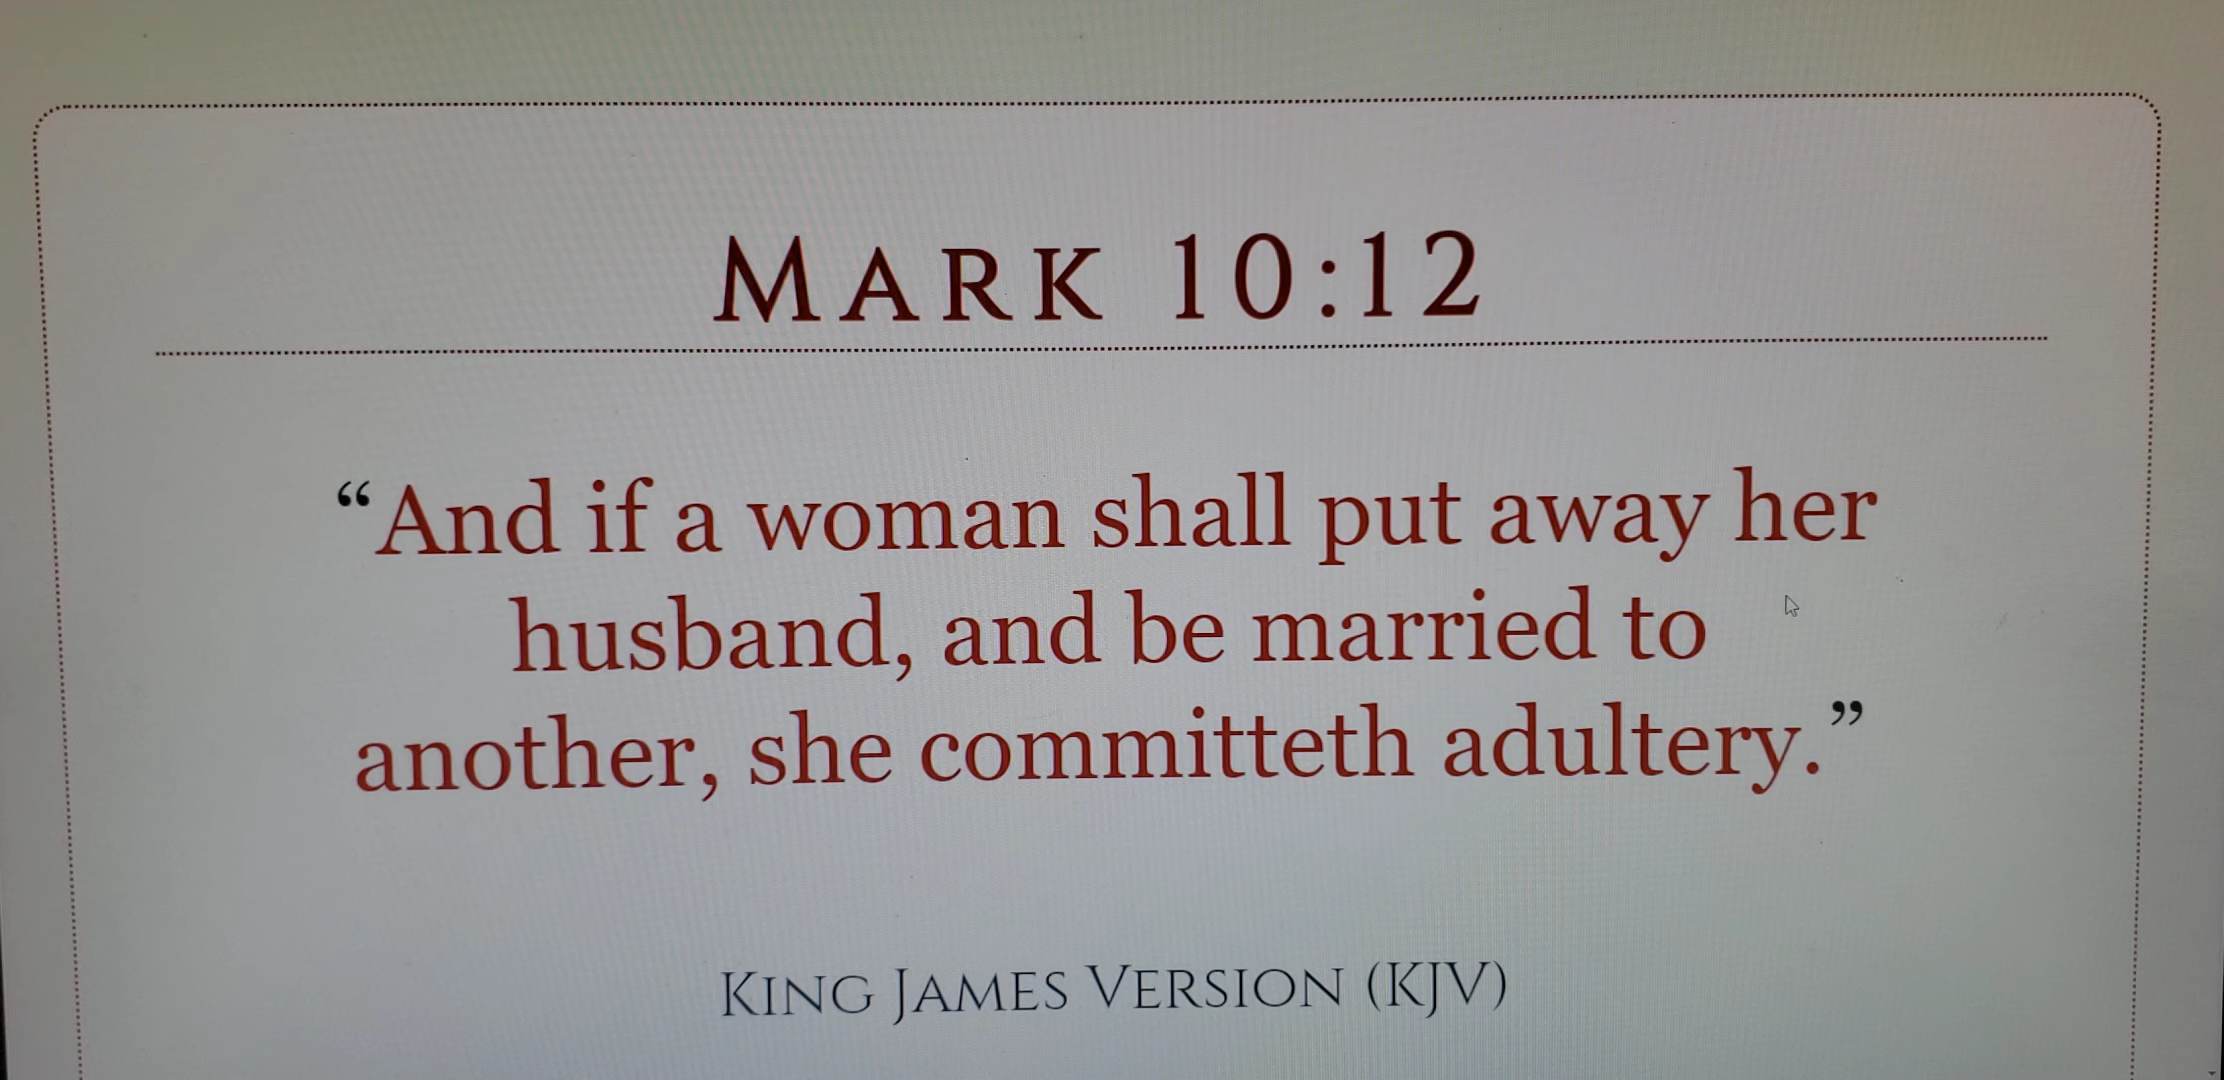 Mark 10:12
“And if a woman shall put away her
husband, and be married to
another, she committeth adultery.”
King James Version (KJV)